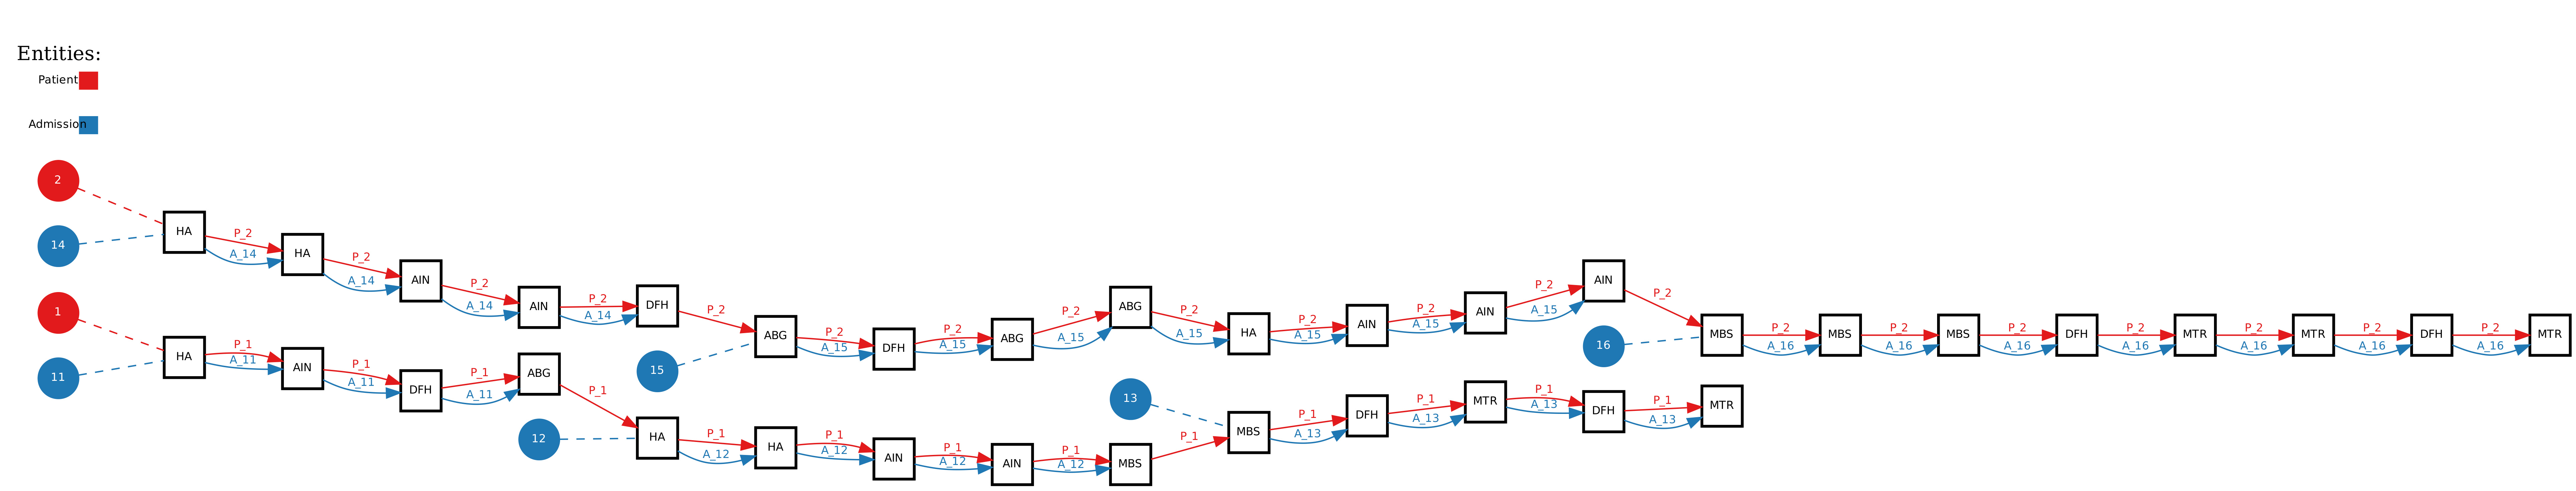 Entities:
Patient
Admission
2
14
HA
P_2
A_14
HA
P_2
A_14
AIN
P_2
A_14
AIN
P_2
A_14
DFH
P_2
15
ABG
P_2
A_15
DFH
P_2
A_15
ABG
P_2
A_15
ABG
P_2
A_15
HA
P_2
A_15
AIN
P_2
A_15
AIN
P_2
A_15
AIN
P_2
16
MBS
P_2
A_16
MBS
P_2
A_16
MBS
P_2
A_16
DFH
P_2
A_16
MTR
P_2
A_16
MTR
P_2
A_16
DFH
P_2
A_16
MTR
1
11
HA
P_1
A_11
AIN
P_1
A_11
DFH
P_1
A_11
ABG
P_1
12
HA
P_1
A_12
HA
P_1
A_12
AIN
P_1
A_12
AIN
P_1
A_12
MBS
P_1
13
MBS
P_1
A_13
DFH
P_1
A_13
MTR
P_1
A_13
DFH
P_1
A_13
MTR